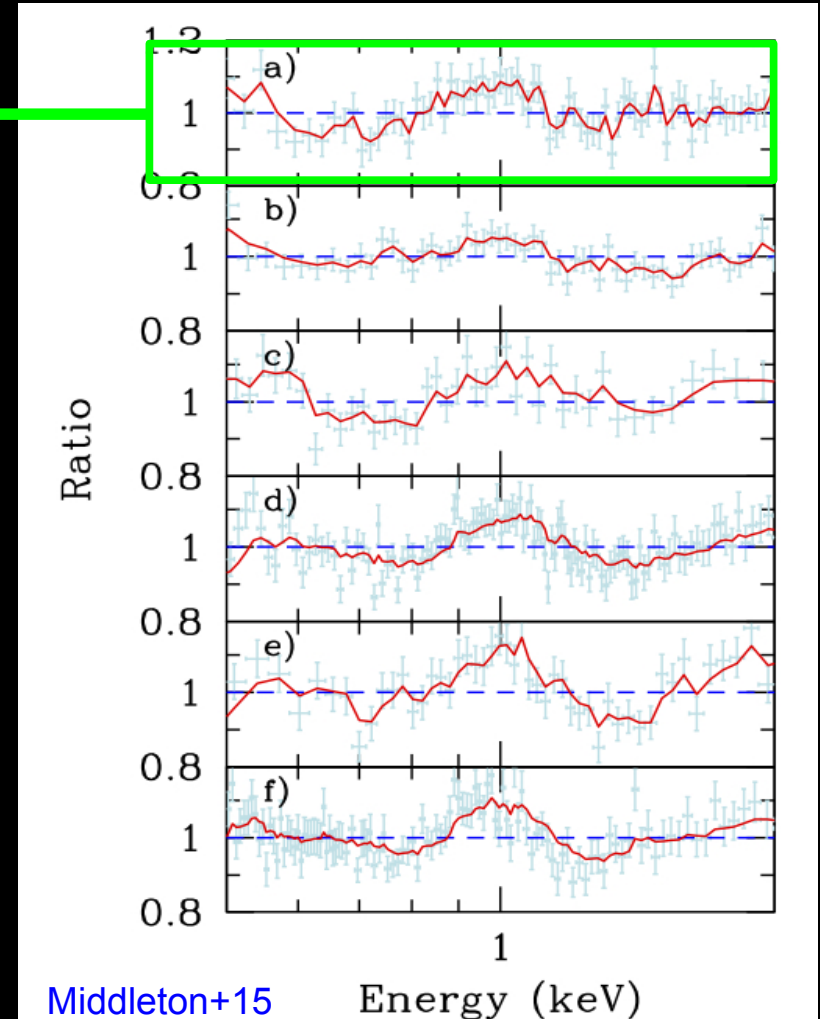 1.2
a)
1
0.8
b)
1
0.8
c)
1
0.8
d)
1
0.8
e)
1
0.8
f)
1
0.8
Ratio
1
Energy (keV)
Middleton+15